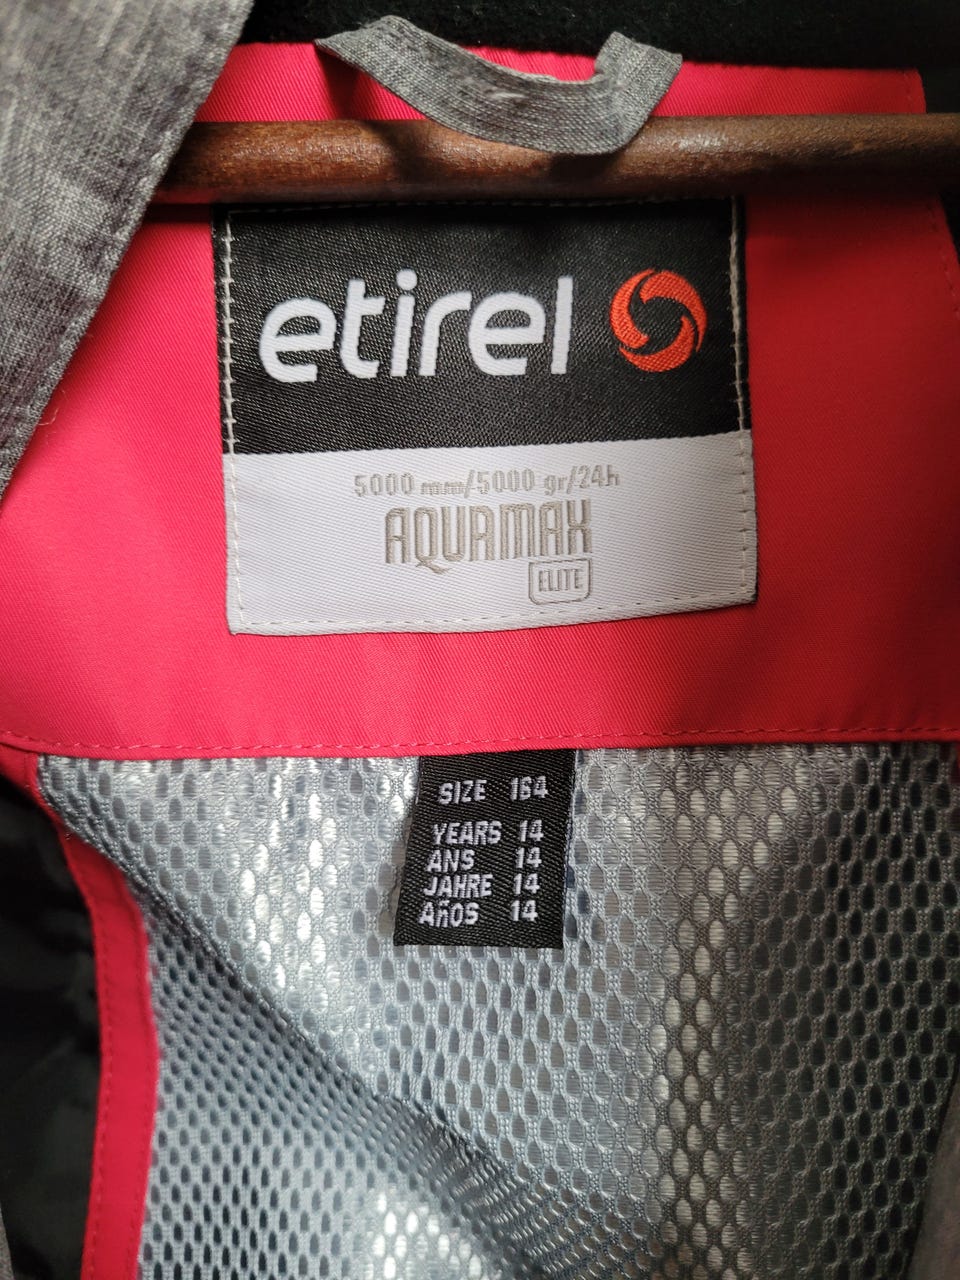 etirel
5000 mm/5000 gr/24h
AQUAMAX
ELITE
SIZE 164
YEARS 14
ANS 14
JAHRE 14
AÑOS 14